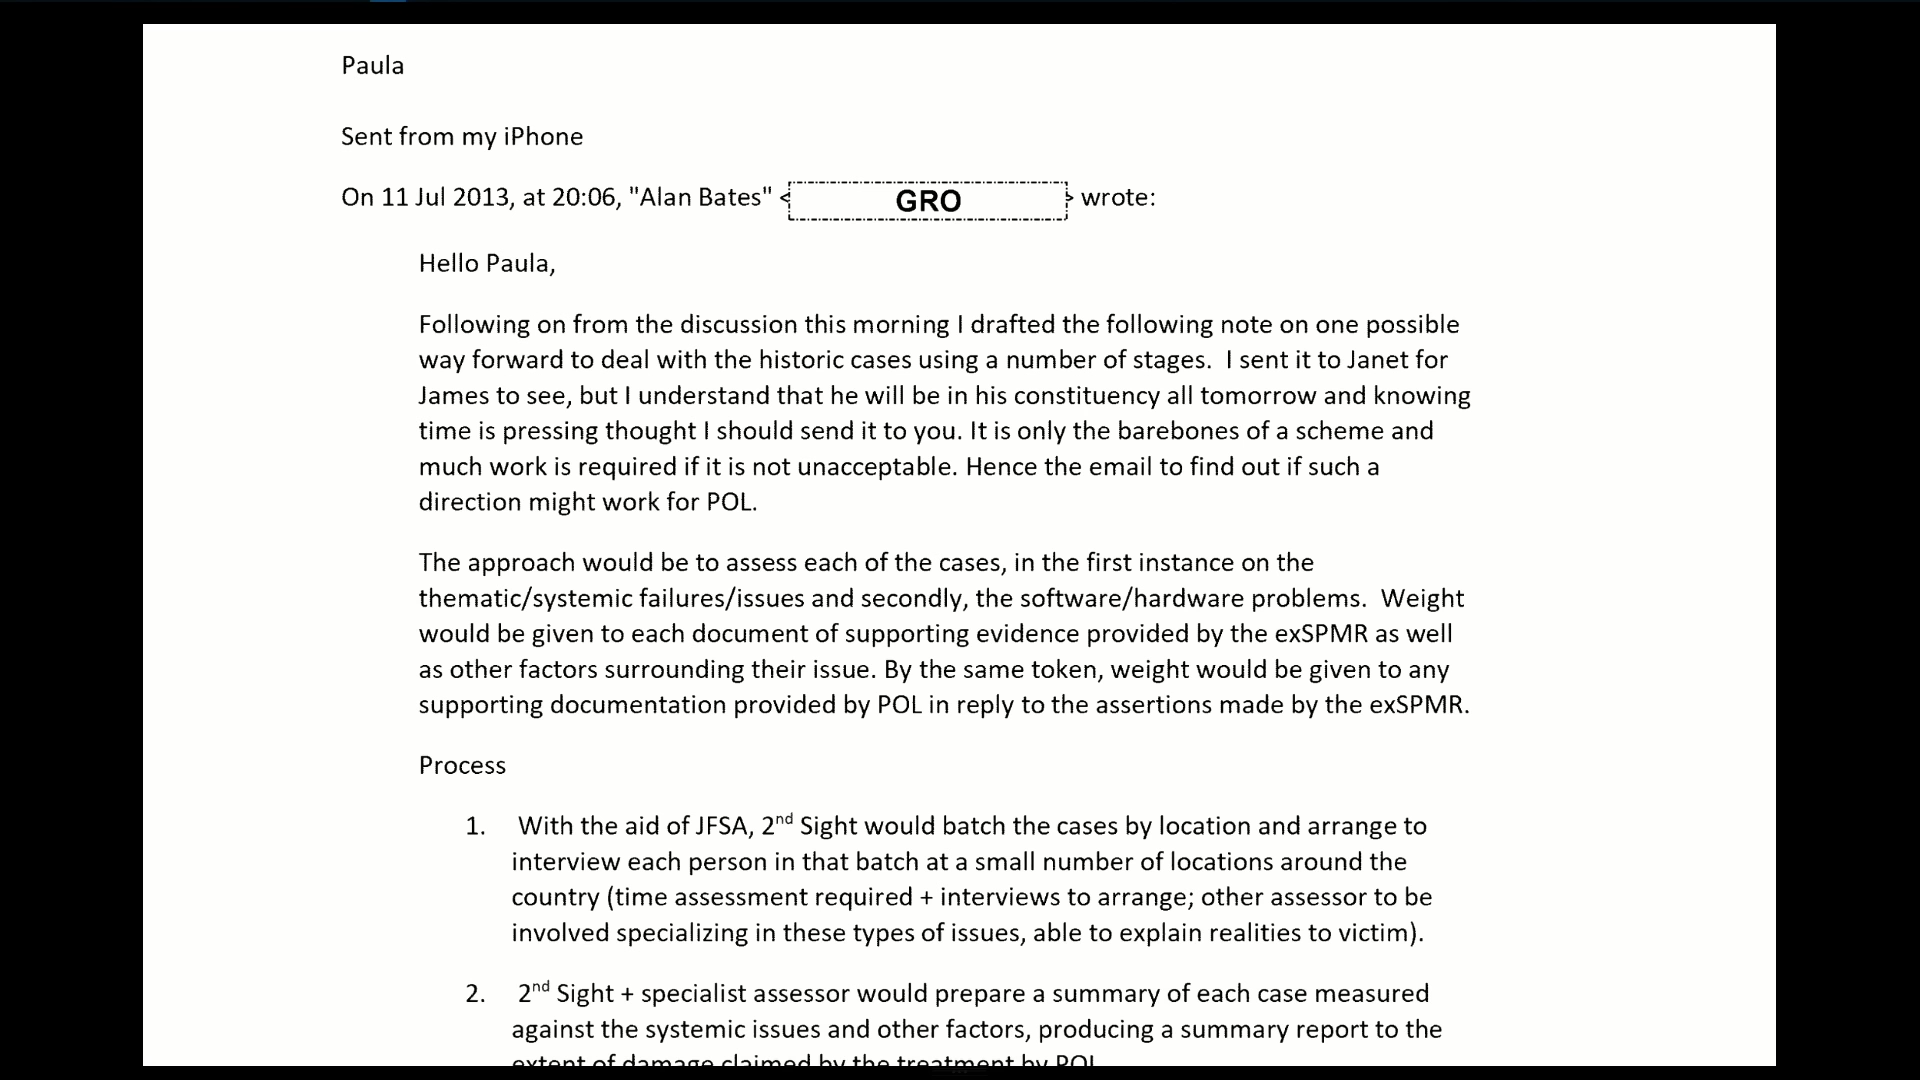 Paula
Sent from my iPhone
On 11 Jul 2013, at 20:06, "Alan Bates" < GRO > wrote:
Hello Paula,
Following on from the discussion this morning I drafted the following note on one possible
way forward to deal with the historic cases using a number of stages.  I sent it to Janet for
James to see, but I understand that he will be in his constituency all tomorrow and knowing
time is pressing thought I should send it to you. It is only the barebones of a scheme and
much work is required if it is not unacceptable. Hence the email to find out if such a
direction might work for POL.
The approach would be to assess each of the cases, in the first instance on the
thematic/systemic failures/issues and secondly, the software/hardware problems.  Weight
would be given to each document of supporting evidence provided by the exSPMR as well
as other factors surrounding their issue. By the same token, weight would be given to any
supporting documentation provided by POL in reply to the assertions made by the exSPMR.
Process
1. With the aid of JFSA, 2nd Sight would batch the cases by location and arrange to
interview each person in that batch at a small number of locations around the
country (time assessment required + interviews to arrange; other assessor to be
involved specializing in these types of issues, able to explain realities to victim).
2. 2nd Sight + specialist assessor would prepare a summary of each case measured
against the systemic issues and other factors, producing a summary report to the
extent of damage claimed by the treatment by POL